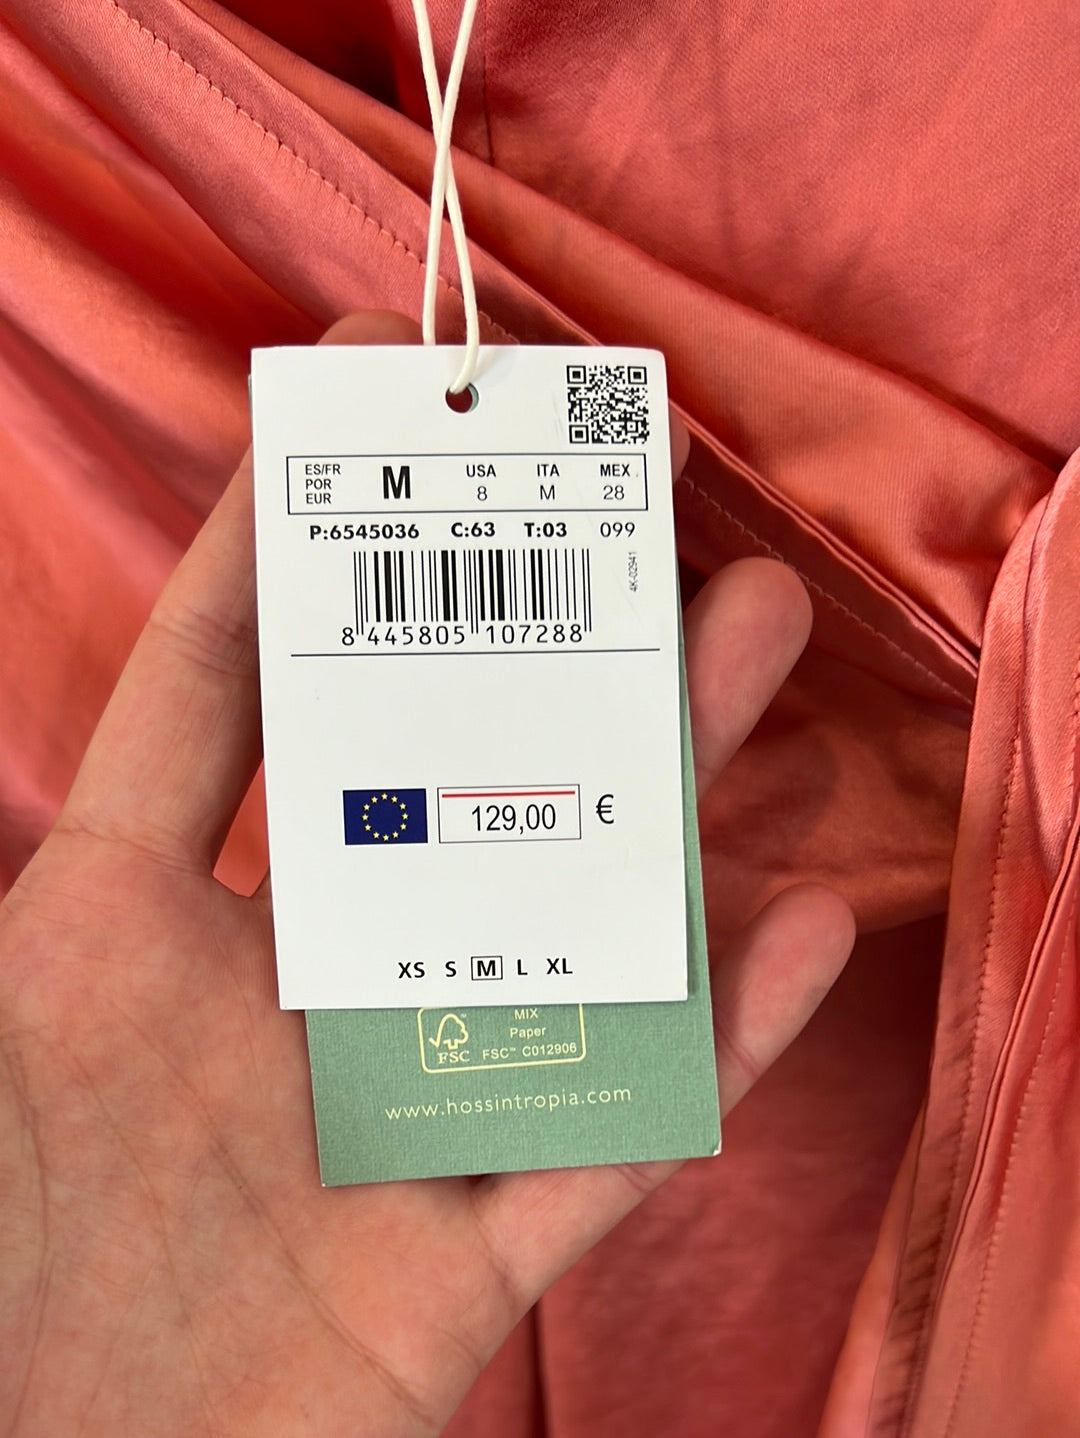 ES/FR
POR
EUR
M
USA
8
ITA
M
MEX
28
P:6545036 C:63 T:03 099
4K-02941
8 445805 107288
129,00 €
XS S M L XL
MIX
Paper
FSC™ C012906
FSC
www.hossintropia.com